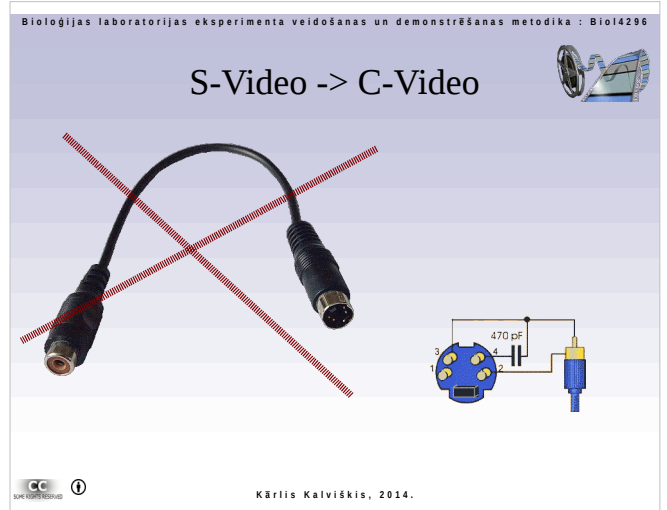 Bioloģijas laboratorijas eksperimenta veidošanas un demonstrēšanas metodika : Biol4296
S-Video -> C-Video
470 pF
3
4
1
2
CC
SOME RIGHTS RESERVED
Kārlis Kalviškis, 2014.